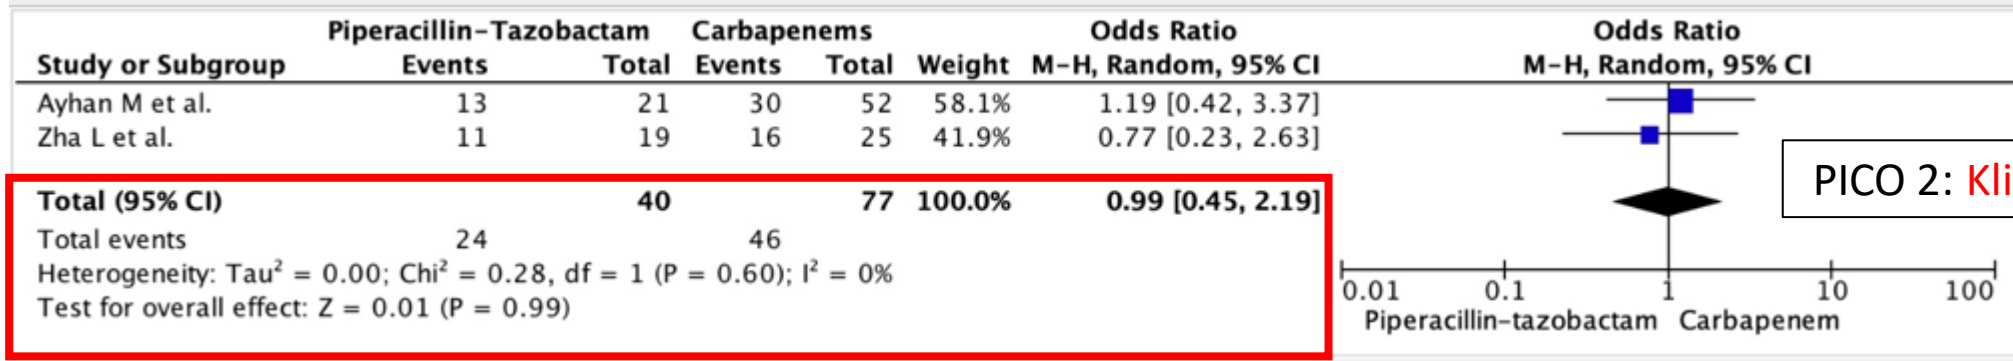 Piperacillin-Tazobactam Carbapenems Odds Ratio Odds Ratio
Study or Subgroup Events Total Events Total Weight M-H, Random, 95% CI M-H, Random, 95% CI
Ayhan M et al. 13 21 30 52 58.1% 1.19 [0.42, 3.37]
Zha L et al. 11 19 16 25 41.9% 0.77 [0.23, 2.63]
PICO 2: Kli
Total (95% CI) 40 77 100.0% 0.99 [0.45, 2.19]
Total events 24 46
Heterogeneity: Tau² = 0.00; Chi² = 0.28, df = 1 (P = 0.60); I² = 0%
Test for overall effect: Z = 0.01 (P = 0.99)
0.01 0.1 1 10 100
Piperacillin-tazobactam Carbapenem